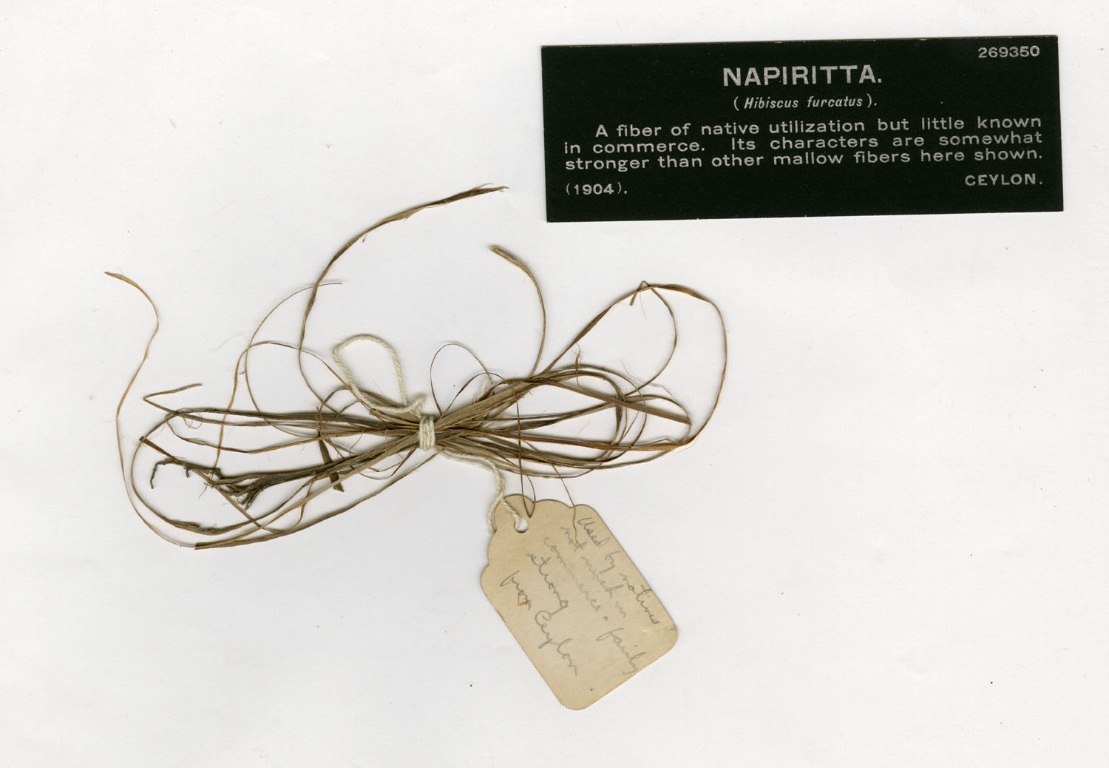 269350
NAPIRITTA.
(Hibiscus furcatus).
A fiber of native utilization but little known
in commerce. Its characters are somewhat
stronger than other mallow fibers here shown.
(1904). CEYLON.
Used by natives
not much in
commerce. fairly
strong
from Ceylon